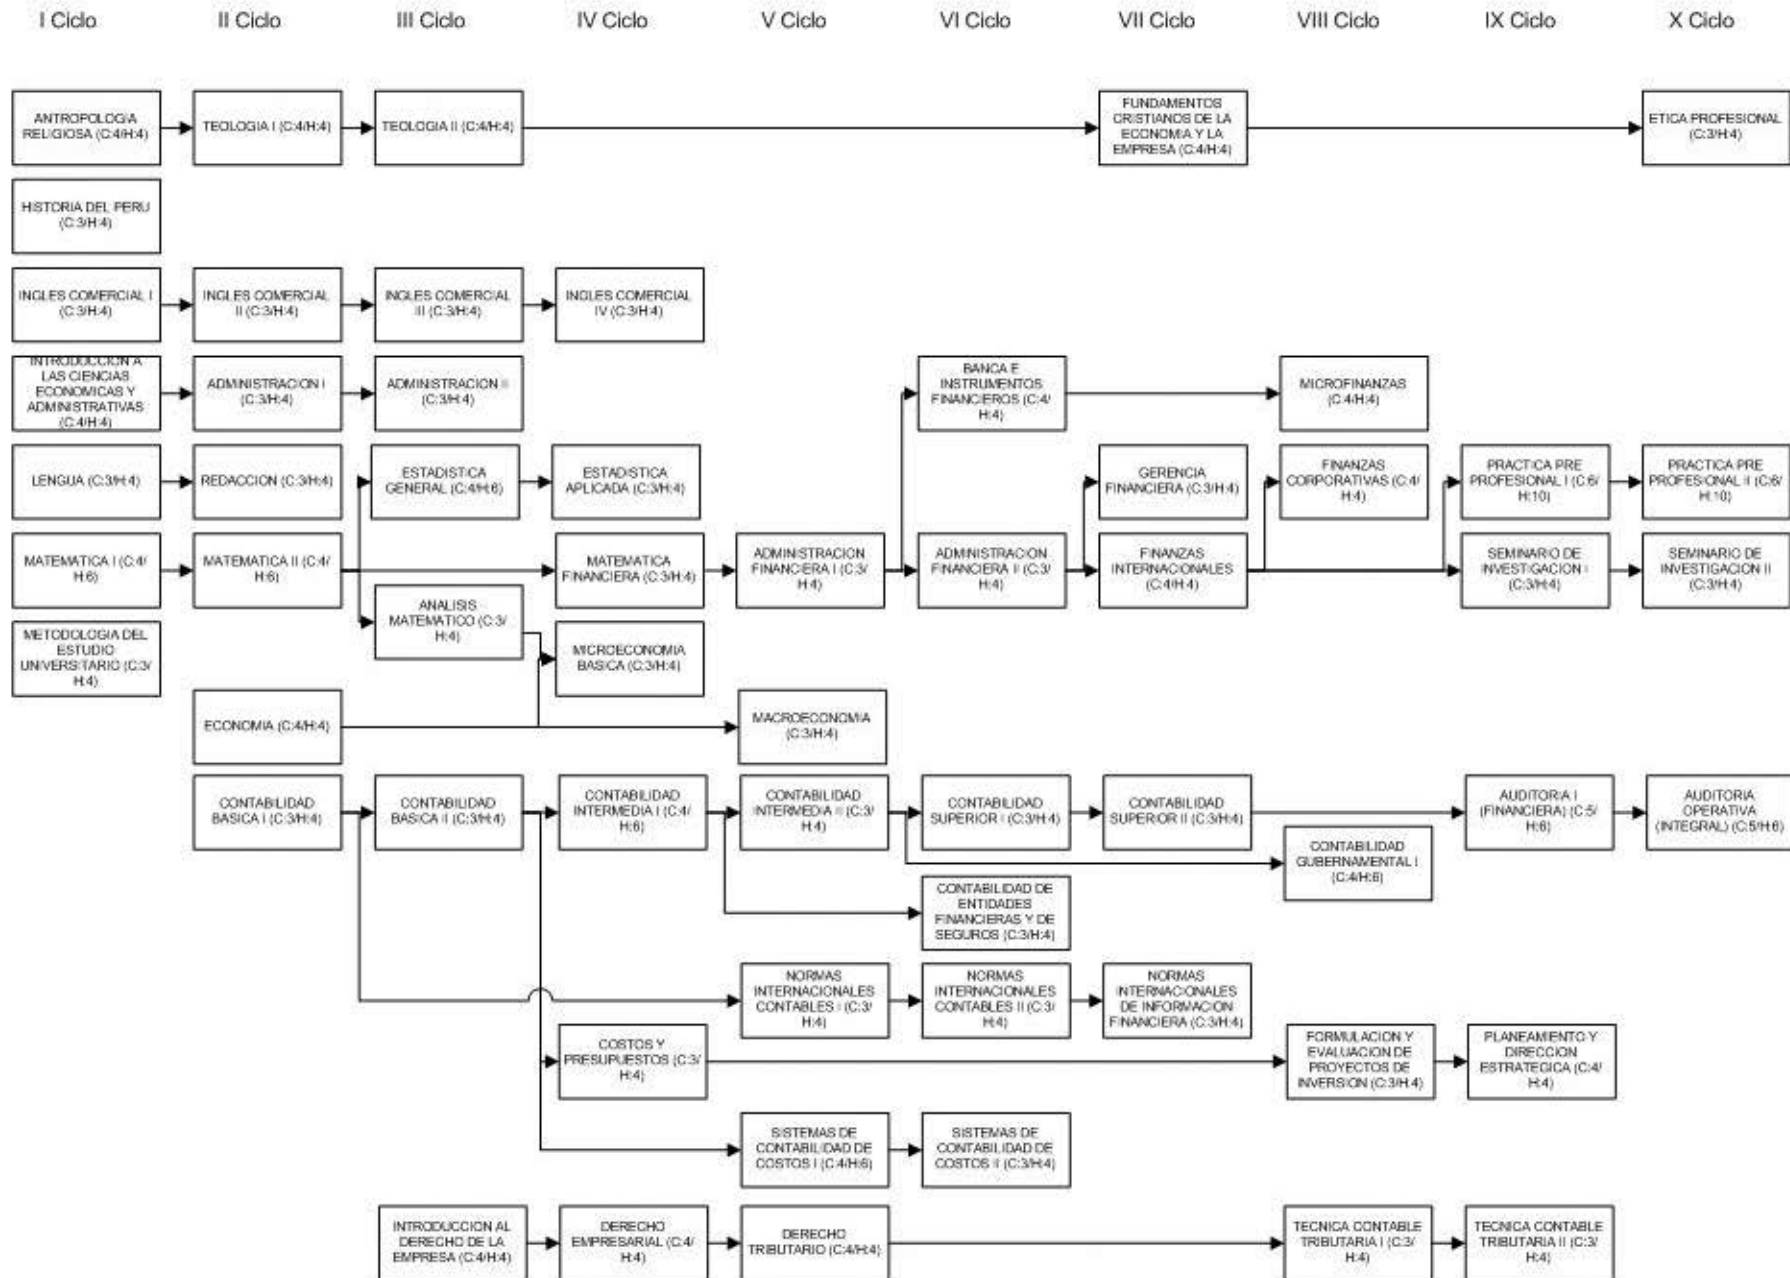 I Ciclo
II Ciclo
III Ciclo
IV Ciclo
V Ciclo
VI Ciclo
VII Ciclo
VIII Ciclo
IX Ciclo
X Ciclo
ANTROPOLOGIA
RELIGIOSA (C:4/H:4)
TEOLOGIA I (C:4/H:4)
TEOLOGIA II (C:4/H:4)
FUNDAMENTOS
CRISTIANOS DE LA
ECONOMIA Y LA
EMPRESA (C:4/H:4)
ETICA PROFESIONAL
(C:3/H:4)
HISTORIA DEL PERU
(C:3/H:4)
INGLES COMERCIAL I
(C:3/H:4)
INGLES COMERCIAL
II (C:3/H:4)
INGLES COMERCIAL
III (C:3/H:4)
INGLES COMERCIAL
IV (C:3/H:4)
INTRODUCCION A
LAS CIENCIAS
ECONOMICAS Y
ADMINISTRATIVAS
(C:4/H:4)
ADMINISTRACION I
(C:3/H:4)
ADMINISTRACION II
(C:3/H:4)
BANCA E
INSTRUMENTOS
FINANCIEROS (C:4/
H:4)
MICROFINANZAS
(C:4/H:4)
LENGUA (C:3/H:4)
REDACCION (C:3/H:4)
ESTADISTICA
GENERAL (C:4/H:6)
ESTADISTICA
APLICADA (C:3/H:4)
GERENCIA
FINANCIERA (C:3/H:4)
FINANZAS
CORPORATIVAS (C:4/
H:4)
PRACTICA PRE
PROFESIONAL I (C:6/
H:10)
PRACTICA PRE
PROFESIONAL II (C:6/
H:10)
MATEMATICA I (C:4/
H:6)
MATEMATICA II (C:4/
H:6)
MATEMATICA
FINANCIERA (C:3/H:4)
ADMINISTRACION
FINANCIERA I (C:3/
H:4)
ADMINISTRACION
FINANCIERA II (C:3/
H:4)
FINANZAS
INTERNACIONALES
(C:4/H:4)
SEMINARIO DE
INVESTIGACION I
(C:3/H:4)
SEMINARIO DE
INVESTIGACION II
(C:3/H:4)
ANALISIS
MATEMATICO (C:3/
H:4)
METODOLOGIA DEL
ESTUDIO
UNIVERSITARIO (C:3/
H:4)
MICROECONOMIA
BASICA (C:3/H:4)
ECONOMIA (C:4/H:4)
MACROECONOMIA
(C:3/H:4)
CONTABILIDAD
BASICA I (C:3/H:4)
CONTABILIDAD
BASICA II (C:3/H:4)
CONTABILIDAD
INTERMEDIA I (C:4/
H:6)
CONTABILIDAD
INTERMEDIA II (C:3/
H:4)
CONTABILIDAD
SUPERIOR I (C:3/H:4)
CONTABILIDAD
SUPERIOR II (C:3/H:4)
AUDITORIA I
(FINANCIERA) (C:5/
H:6)
AUDITORIA
OPERATIVA
(INTEGRAL) (C:5/H:6)
CONTABILIDAD
GUBERNAMENTAL I
(C:4/H:6)
CONTABILIDAD DE
ENTIDADES
FINANCIERAS Y DE
SEGUROS (C:3/H:4)
NORMAS
INTERNACIONALES
CONTABLES I (C:3/
H:4)
NORMAS
INTERNACIONALES
CONTABLES II (C:3/
H:4)
NORMAS
INTERNACIONALES
DE INFORMACION
FINANCIERA (C:3/H:4)
COSTOS Y
PRESUPUESTOS (C:3/
H:4)
FORMULACION Y
EVALUACION DE
PROYECTOS DE
INVERSION (C:3/H:4)
PLANEAMIENTO Y
DIRECCION
ESTRATEGICA (C:4/
H:4)
SISTEMAS DE
CONTABILIDAD DE
COSTOS I (C:4/H:6)
SISTEMAS DE
CONTABILIDAD DE
COSTOS II (C:3/H:4)
INTRODUCCION AL
DERECHO DE LA
EMPRESA (C:4/H:4)
DERECHO
EMPRESARIAL (C:4/
H:4)
DERECHO
TRIBUTARIO (C:4/H:4)
TECNICA CONTABLE
TRIBUTARIA I (C:3/
H:4)
TECNICA CONTABLE
TRIBUTARIA II (C:3/
H:4)